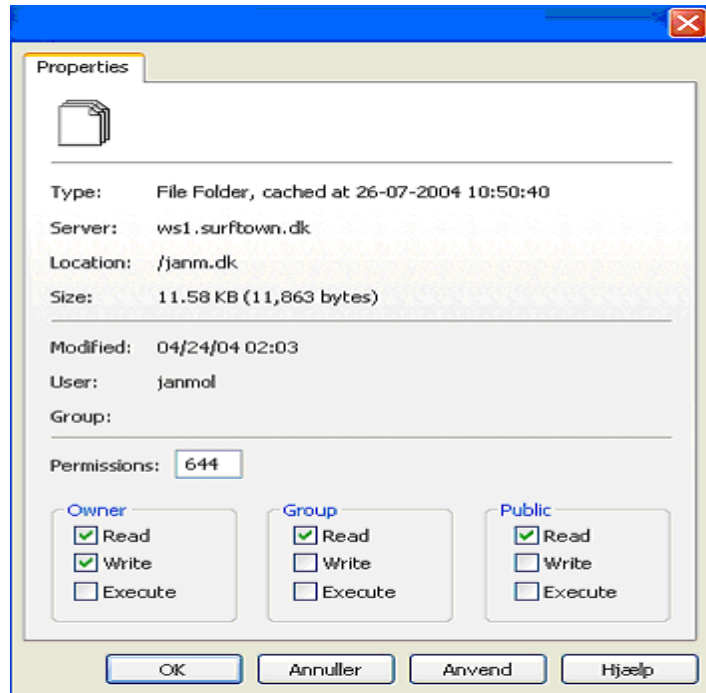 Properties
Type: File Folder, cached at 26-07-2004 10:50:40
Server: ws1.surftown.dk
Location: /janm.dk
Size: 11.58 KB (11,863 bytes)
Modified: 04/24/04 02:03
User: janmol
Group:
Permissions: 644
Owner Group Public
Read Read Read
Write Write Write
Execute Execute Execute
OK Annuller Anvend Hjælp